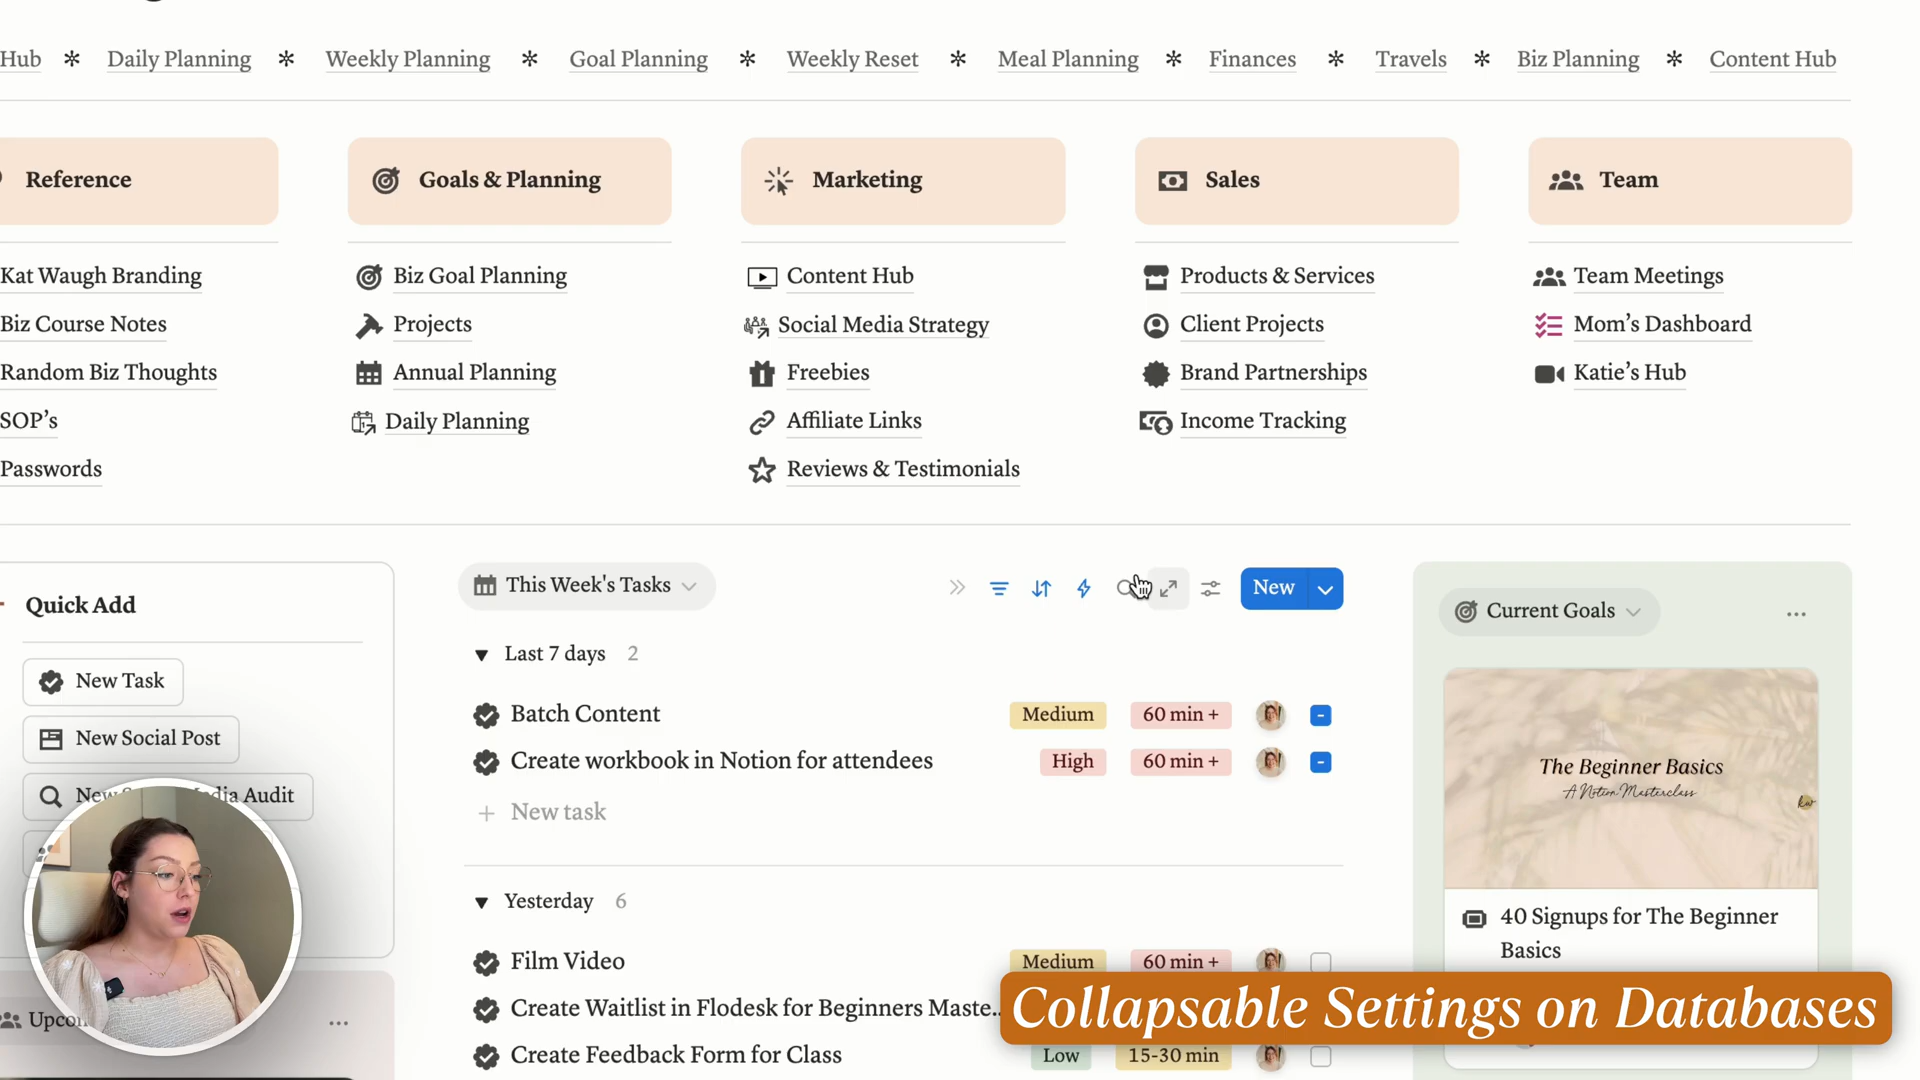 Hub * Daily Planning * Weekly Planning * Goal Planning * Weekly Reset * Meal Planning * Finances * Travels * Biz Planning * Content Hub
Reference
Kat Waugh Branding
Biz Course Notes
Random Biz Thoughts
SOP's
Passwords
Goals & Planning
Biz Goal Planning
Projects
Annual Planning
Daily Planning
Marketing
Content Hub
Social Media Strategy
Freebies
Affiliate Links
Reviews & Testimonials
Sales
Products & Services
Client Projects
Brand Partnerships
Income Tracking
Team
Team Meetings
Mom's Dashboard
Katie's Hub
Quick Add
New Task
New Social Post
New dia Audit
Upco
This Week's Tasks
New
Last 7 days 2
Batch Content Medium 60 min +
Create workbook in Notion for attendees High 60 min +
+ New task
Yesterday 6
Film Video Medium 60 min +
Create Waitlist in Flodesk for Beginners Maste...
Create Feedback Form for Class Low 15-30 min
Current Goals
The Beginner Basics
A Notion Masterclass
kw
40 Signups for The Beginner
Basics
Collapsable Settings on Databases